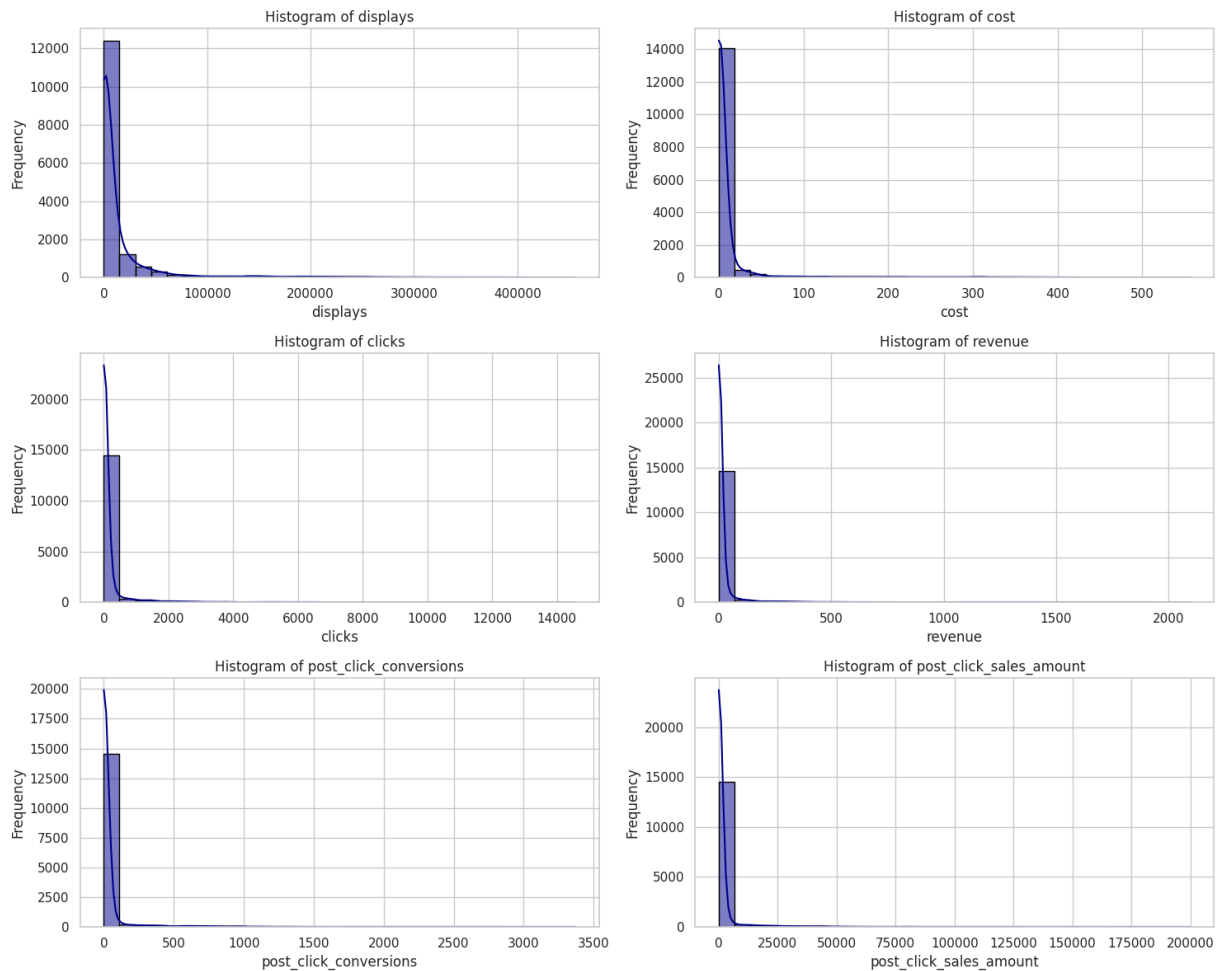 Histogram of displays
Frequency
12000
10000
8000
6000
4000
2000
0
0 100000 200000 300000 400000
displays
Histogram of cost
Frequency
14000
12000
10000
8000
6000
4000
2000
0
0 100 200 300 400 500
cost
Histogram of clicks
Frequency
20000
15000
10000
5000
0
0 2000 4000 6000 8000 10000 12000 14000
clicks
Histogram of revenue
Frequency
25000
20000
15000
10000
5000
0
0 500 1000 1500 2000
revenue
Histogram of post_click_conversions
Frequency
20000
17500
15000
12500
10000
7500
5000
2500
0
0 500 1000 1500 2000 2500 3000 3500
post_click_conversions
Histogram of post_click_sales_amount
Frequency
20000
15000
10000
5000
0
0 25000 50000 75000 100000 125000 150000 175000 200000
post_click_sales_amount